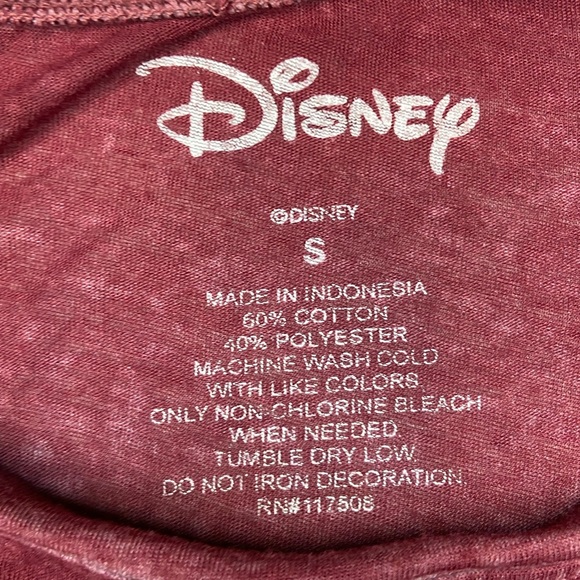 DISNEY
©DISNEY
S
MADE IN INDONESIA
60% COTTON
40% POLYESTER
MACHINE WASH COLD
WITH LIKE COLORS.
ONLY NON-CHLORINE BLEACH
WHEN NEEDED.
TUMBLE DRY LOW.
DO NOT IRON DECORATION.
RN#117508